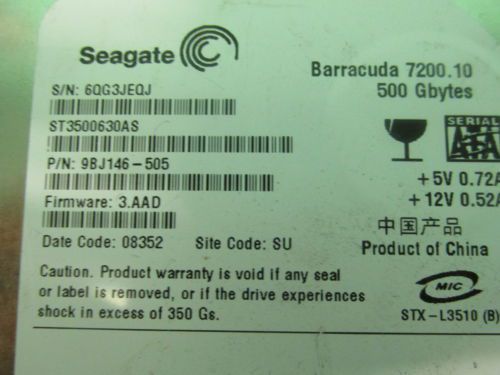 Seagate
Barracuda 7200.10
500 Gbytes
S/N: 6QG3JEQJ
ST3500630AS
P/N: 9BJ146-505
Firmware: 3.AAD
Date Code: 08352 Site Code: SU
SERIAL
ATA
+5V 0.72A
+12V 0.52A
中国产品
Product of China
Caution. Product warranty is void if any seal
or label is removed, or if the drive experiences
shock in excess of 350 Gs.
MIC
STX-L3510 (B)